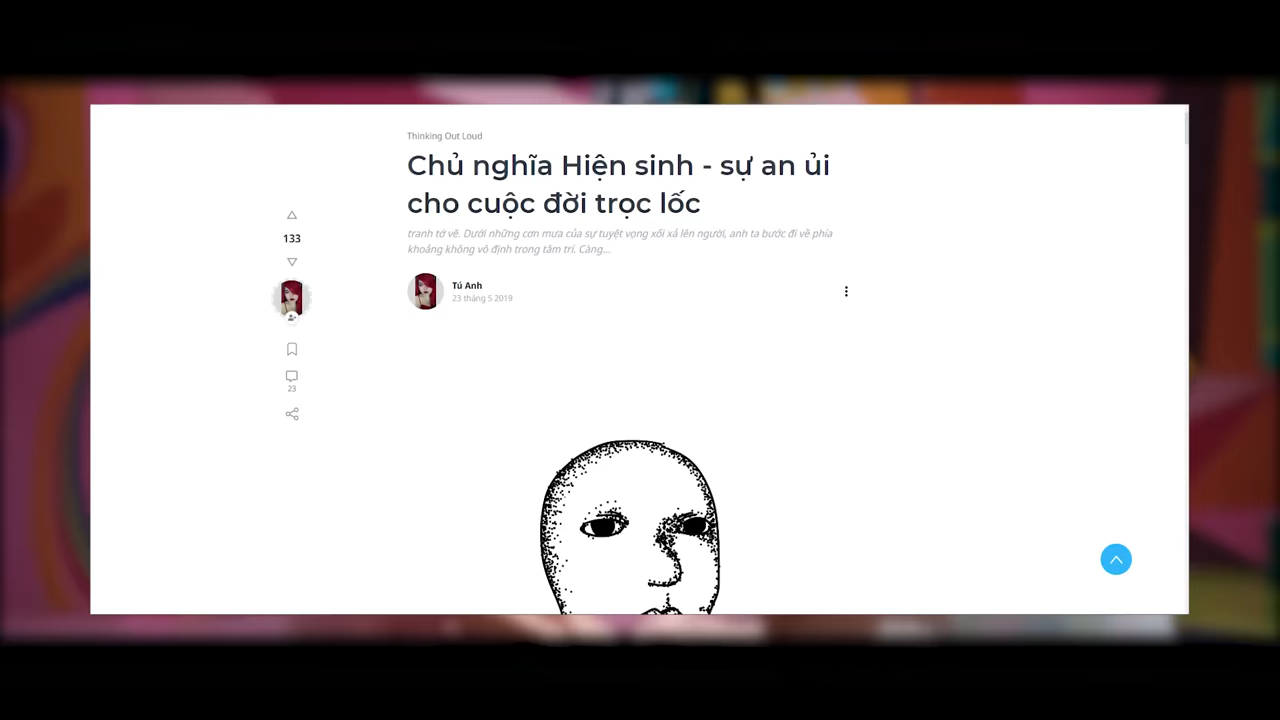 Thinking Out Loud
Chủ nghĩa Hiện sinh - sự an ủi
cho cuộc đời trọc lốc
tranh tớ vẽ. Dưới những cơn mưa của sự tuyệt vọng xối xả lên người, anh ta bước đi về phía
khoảng không vô định trong tâm trí. Càng...
133
Tú Anh
23 tháng 5 2019
23